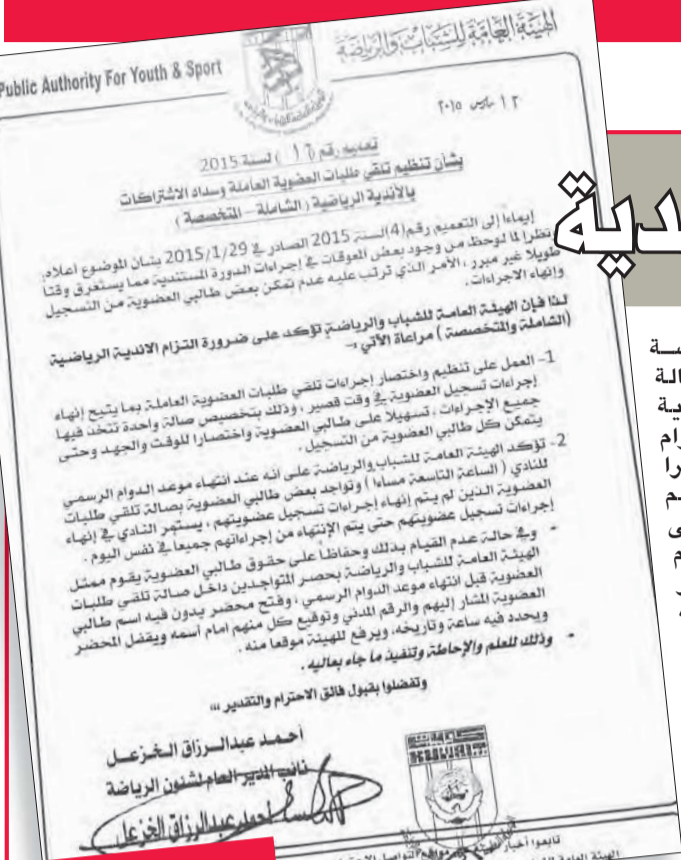 الهيئة العامة للشباب والرياضة
Public Authority For Youth & Sport
١٢ مارس ٢٠١٥
تعميم رقم (١٦) لسنة 2015
بشأن تنظيم تلقي طلبات العضوية العاملة وسداد الاشتراكات
بالأندية الرياضية ( الشاملة – المتخصصة )
إيماءا إلى التعميم رقم(4)لسنة 2015 الصادر في 2015/1/29 بشأن الموضوع اعلاه.
ونظرا لما لوحظ من وجود بعض المعوقات في إجراءات الدورة المستندية مما يستغرق وقتا
طويلا غير مبرر ، الأمر الذي ترتب عليه عدم تمكن بعض طالبي العضوية من التسجيل
وإنهاء الاجراءات .
لذا فإن الهيئة العامة للشباب والرياضة تؤكد على ضرورة التزام الاندية الرياضية
(الشاملة والمتخصصة ) مراعاة الآتي :-
1- العمل على تنظيم واختصار إجراءات تلقي طلبات العضوية العاملة بما يتيح إنهاء
إجراءات تسجيل العضوية في وقت قصير ، وذلك بتخصيص صالة واحدة تتخذ فيها
جميع الإجراءات ، تسهيلا على طالبي العضوية واختصارا للوقت والجهد وحتى
يتمكن كل طالبي العضوية من التسجيل .
2- تؤكد الهيئة العامة للشباب والرياضة على أنه عند انتهاء موعد الدوام الرسمي
للنادي ( الساعة التاسعة مساءا ) وتواجد بعض طالبي العضوية بصالة تلقي طلبات
العضوية الذين لم يتم إنهاء إجراءات تسجيل عضويتهم ، يستمر النادي في إنهاء
إجراءات تسجيل عضويتهم حتى يتم الإنتهاء من إجراءاتهم جميعا في نفس اليوم .
- وفي حالة عدم القيام بذلك وحفاظا على حقوق طالبي العضوية يقوم ممثل
الهيئة العامة للشباب والرياضة بحصر المتواجدين داخل صالة تلقي طلبات
العضوية قبل انتهاء موعد الدوام الرسمي ، وفتح محضر يدون فيه اسم طالبي
العضوية المشار إليهم والرقم المدني وتوقيع كل منهم امام أسمه ويقفل المحضر
ويحدد فيه ساعة وتاريخه، ويرفع للهيئة موقعا منه .
- وذلك للعلم والإحاطة وتنفيذ ما جاء بعاليه .
وتفضلوا بقبول فائق الاحترام والتقدير ،،،
أحمد عبدالرزاق الخزعل
نائب المدير العام لشئون الرياضة
أحمد عبدالرزاق الخزعل
تابعوا أخبار